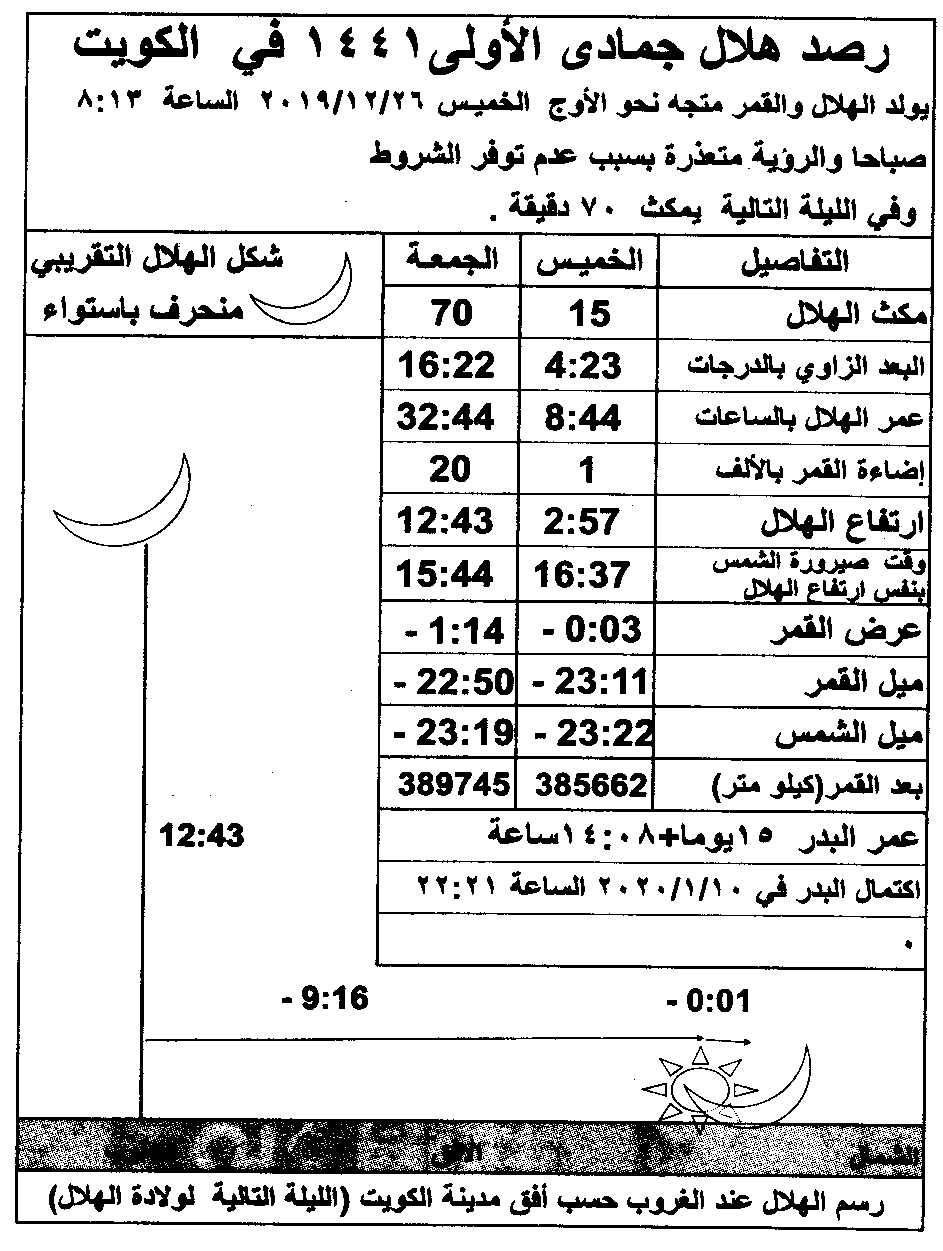 رصد هلال جمادى الأولى ١٤٤١ في الكويت
يولد الهلال والقمر متجه نحو الأوج الخميس ٢٠١٩/١٢/٢٦ الساعة ٨:١٣
صباحا والرؤية متعذرة بسبب عدم توفر الشروط
وفي الليلة التالية يمكث ٧٠ دقيقة .
التفاصيل الخميس الجمعة
شكل الهلال التقريبي
منحرف باستواء
مكث الهلال 15 70
البعد الزاوي بالدرجات 4:23 16:22
عمر الهلال بالساعات 8:44 32:44
إضاءة القمر بالألف 1 20
ارتفاع الهلال 2:57 12:43
وقت صيرورة الشمس
بنفس ارتفاع الهلال 16:37 15:44
عرض القمر - 0:03 - 1:14
ميل القمر - 23:11 - 22:50
ميل الشمس - 23:22 - 23:19
بعد القمر(كيلو متر) 385662 389745
عمر البدر ١٥يوما+١٤:٠٨ساعة
اكتمال البدر في ٢٠٢٠/١/١٠ الساعة ٢٢:٢١
.
12:43
- 0:01
- 9:16
الشمال
الأفق
رسم الهلال عند الغروب حسب أفق مدينة الكويت (الليلة التالية لولادة الهلال)